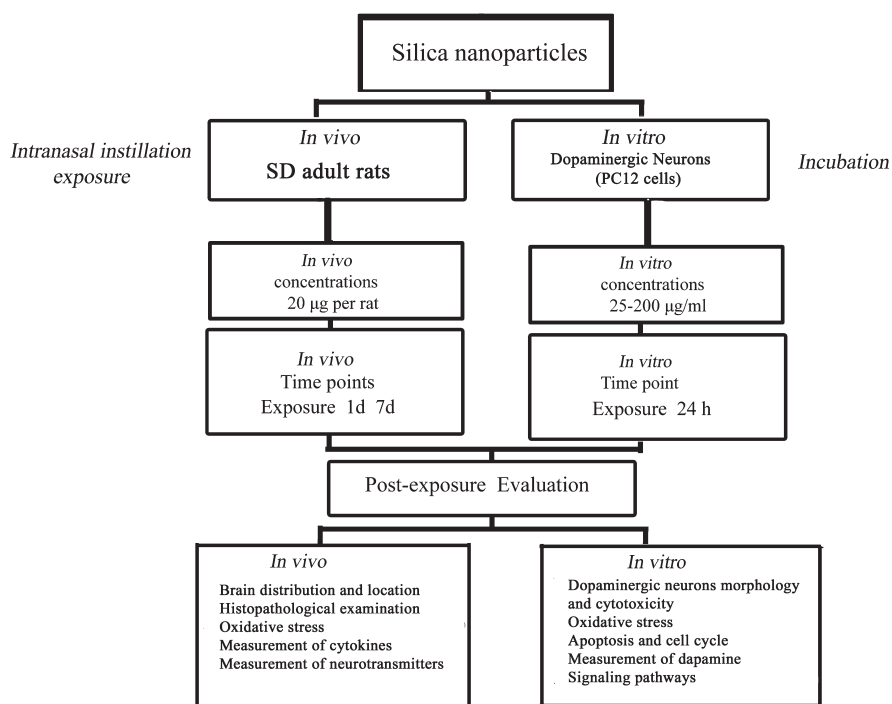 Silica nanoparticles
Intranasal instillation
exposure
In vivo
SD adult rats
In vitro
Dopaminergic Neurons
(PC12 cells)
Incubation
In vivo
concentrations
20 µg per rat
In vitro
concentrations
25-200 µg/ml
In vivo
Time points
Exposure 1d 7d
In vitro
Time point
Exposure 24 h
Post-exposure Evaluation
In vivo
Brain distribution and location
Histopathological examination
Oxidative stress
Measurement of cytokines
Measurement of neurotransmitters
In vitro
Dopaminergic neurons morphology
and cytotoxicity
Oxidative stress
Apoptosis and cell cycle
Measurement of dapamine
Signaling pathways